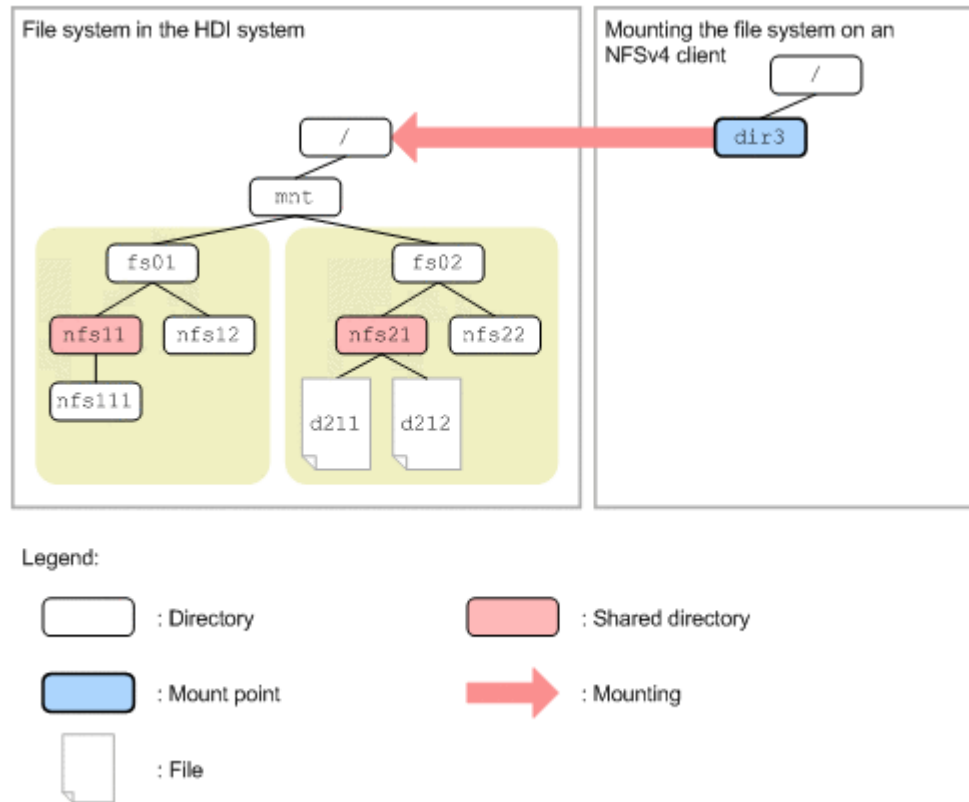 File system in the HDI system
Mounting the file system on an
NFSv4 client
/
/
dir3
mnt
fs01
fs02
nfs11
nfs12
nfs21
nfs22
nfs111
d211
d212
Legend:
: Directory
: Shared directory
: Mount point
: Mounting
: File